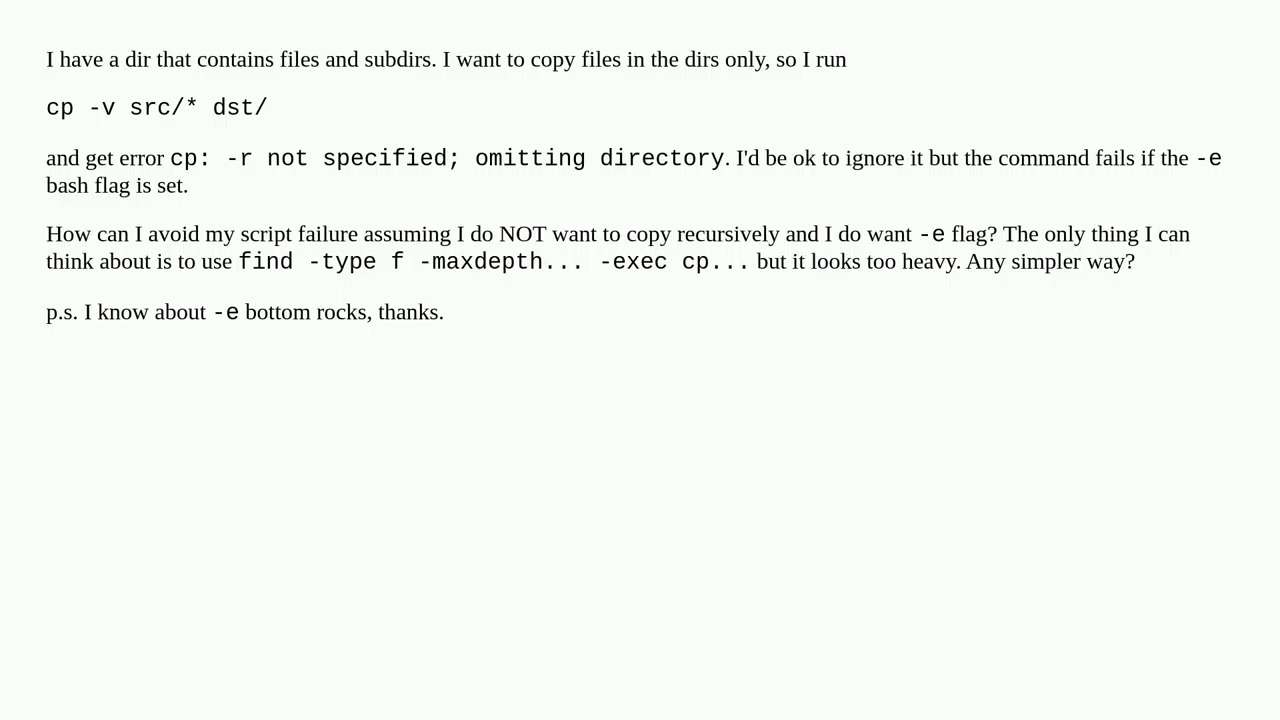 I have a dir that contains files and subdirs. I want to copy files in the dirs only, so I run
cp -v src/* dst/
and get error cp: -r not specified; omitting directory. I'd be ok to ignore it but the command fails if the -e
bash flag is set.
How can I avoid my script failure assuming I do NOT want to copy recursively and I do want -e flag? The only thing I can
think about is to use find -type f -maxdepth... -exec cp... but it looks too heavy. Any simpler way?
p.s. I know about -e bottom rocks, thanks.